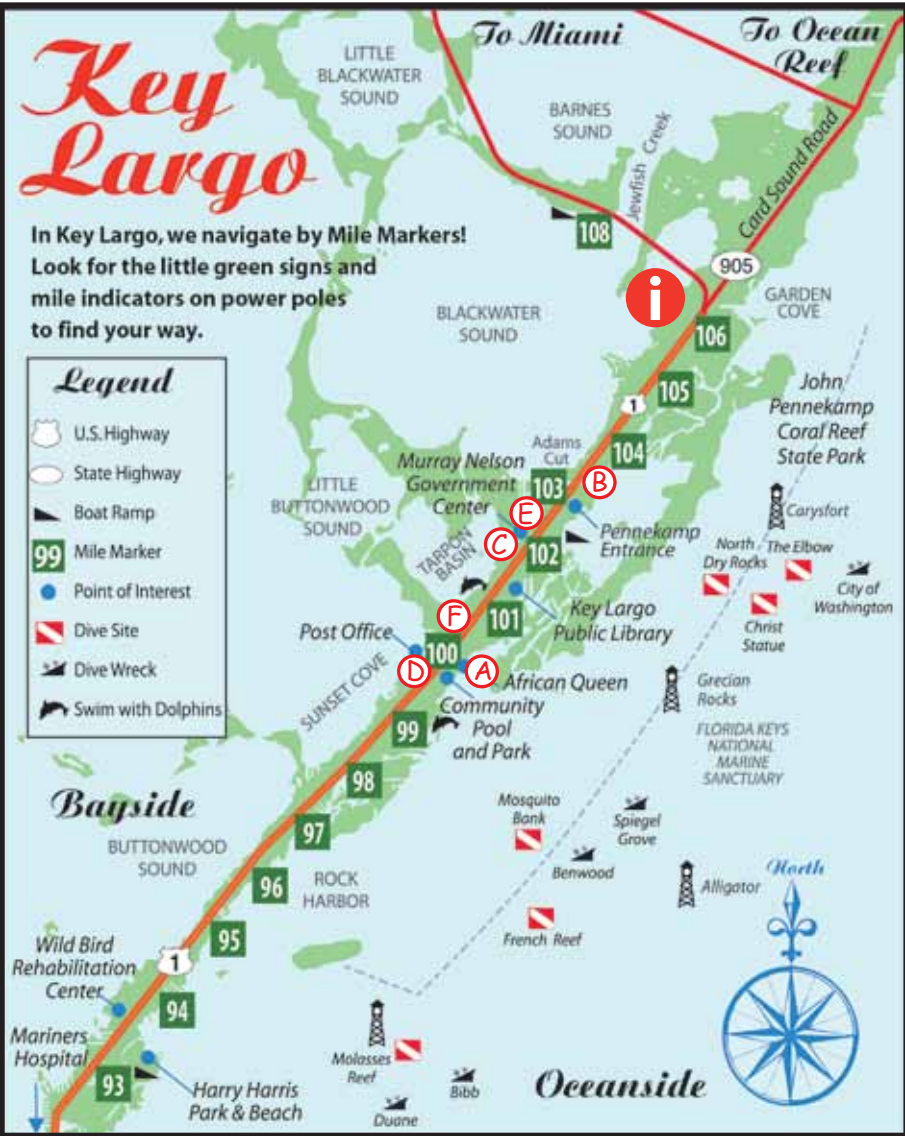 Key
Largo
In Key Largo, we navigate by Mile Markers!
Look for the little green signs and
mile indicators on power poles
to find your way.
Legend
U.S. Highway
State Highway
Boat Ramp
99 Mile Marker
Point of Interest
Dive Site
Dive Wreck
Swim with Dolphins
To Miami
To Ocean
Reef
LITTLE
BLACKWATER
SOUND
BARNES
SOUND
Jewfish Creek
Card Sound Road
108
905
i
GARDEN
COVE
BLACKWATER
SOUND
106
105
1
104
John
Pennekamp
Coral Reef
State Park
Adams
Cut
103
B
Murray Nelson
Government
Center
E
C
LITTLE
BUTTONWOOD
SOUND
TARPON
BASIN
102
Pennekamp
Entrance
Carysfort
North
Dry Rocks
The Elbow
City of
Washington
Christ
Statue
101
Key Largo
Public Library
F
Post Office
100
D
A
African Queen
SUNSET COVE
Community
Pool
and Park
Grecian
Rocks
FLORIDA KEYS
NATIONAL
MARINE
SANCTUARY
99
98
97
96
95
94
93
Bayside
BUTTONWOOD
SOUND
ROCK
HARBOR
Mosquito
Bank
Spiegel
Grove
Benwood
Alligator
French Reef
North
1
Wild Bird
Rehabilitation
Center
Mariners
Hospital
Harry Harris
Park & Beach
Molasses
Reef
Bibb
Duane
Oceanside